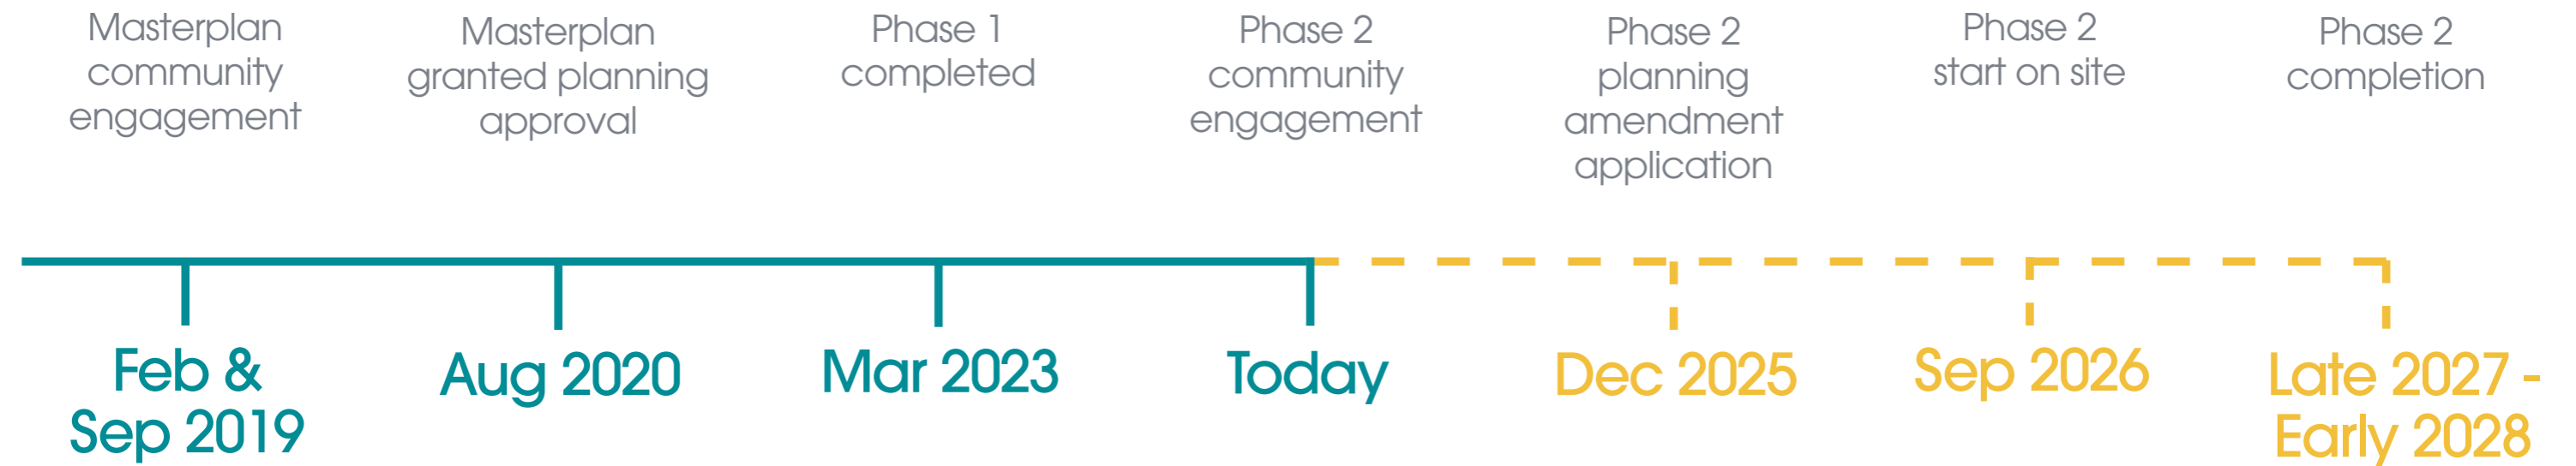 Masterplan
community
engagement
Masterplan
granted planning
approval
Phase 1
completed
Phase 2
community
engagement
Phase 2
planning
amendment
application
Phase 2
start on site
Phase 2
completion
Feb &
Sep 2019
Aug 2020
Mar 2023
Today
Dec 2025
Sep 2026
Late 2027 -
Early 2028